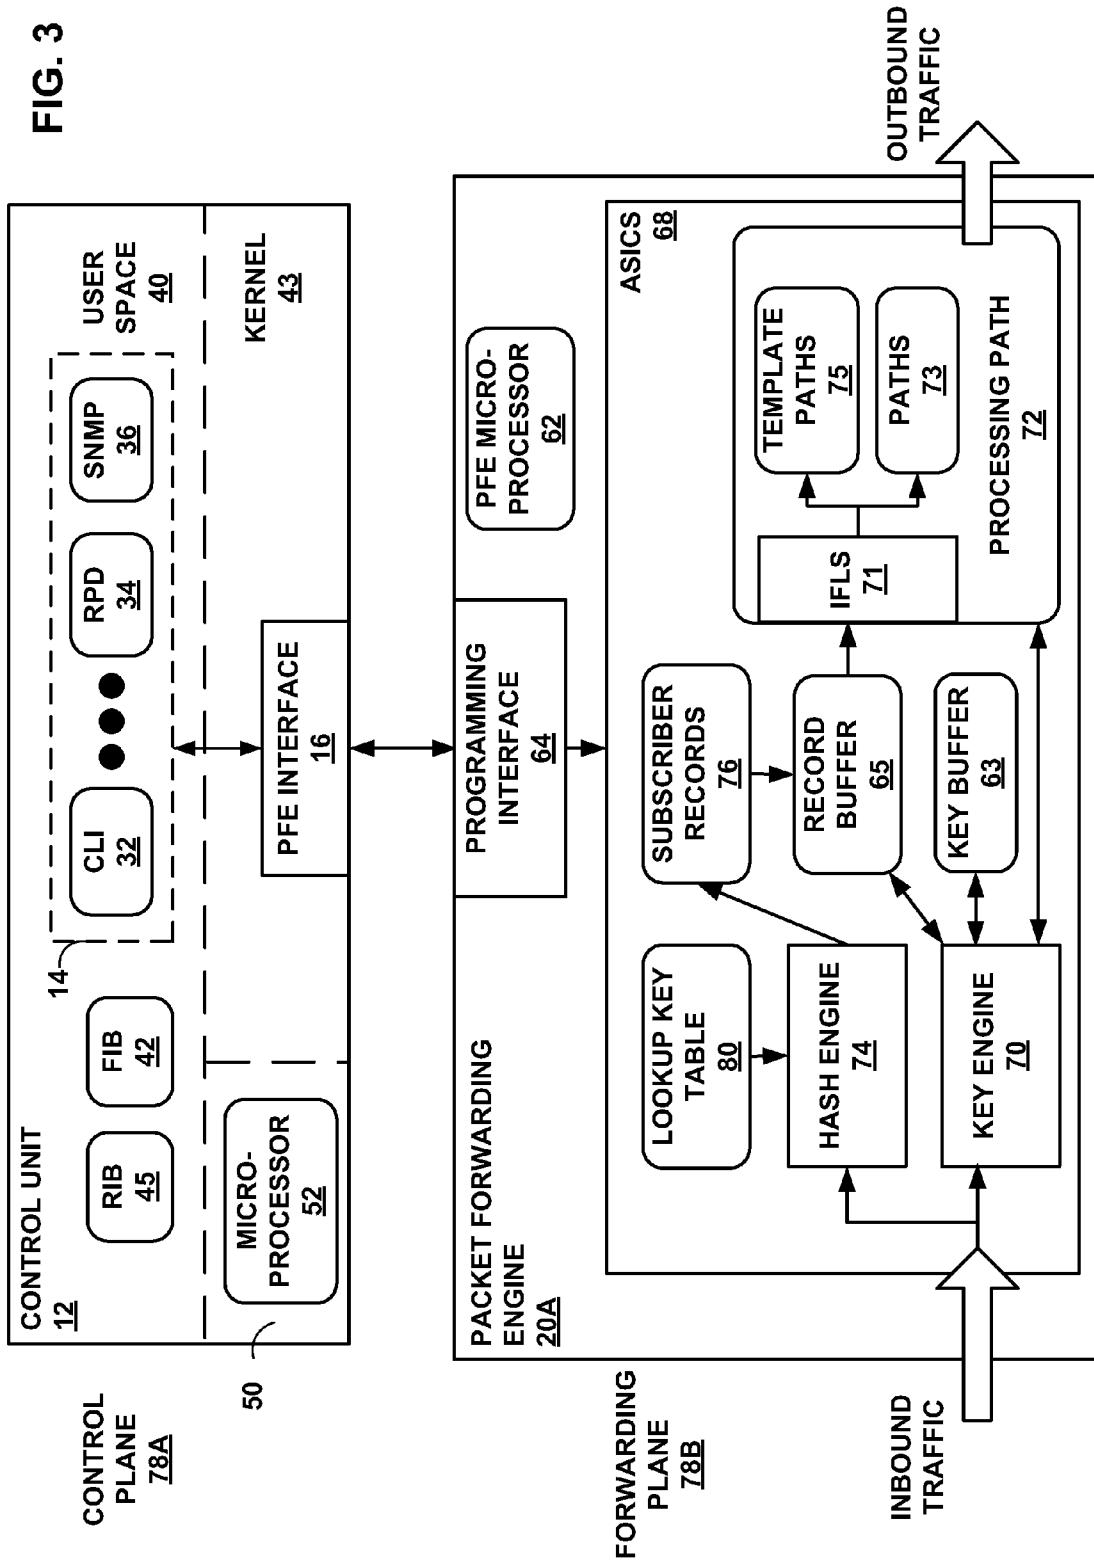 FIG. 3
CONTROL
PLANE
78A
CONTROL UNIT
12
RIB
45
FIB
42
14
CLI
32
RPD
34
SNMP
36
USER
SPACE
40
50
MICRO-
PROCESSOR
52
PFE INTERFACE
16
KERNEL
43
FORWARDING
PLANE
78B
PACKET FORWARDING
ENGINE
20A
PROGRAMMING
INTERFACE
64
PFE MICRO-
PROCESSOR
62
ASICS
68
LOOKUP KEY
TABLE
80
SUBSCRIBER
RECORDS
76
HASH ENGINE
74
RECORD
BUFFER
65
KEY ENGINE
70
KEY BUFFER
63
IFLS
71
TEMPLATE
PATHS
75
PATHS
73
PROCESSING PATH
72
INBOUND
TRAFFIC
OUTBOUND
TRAFFIC